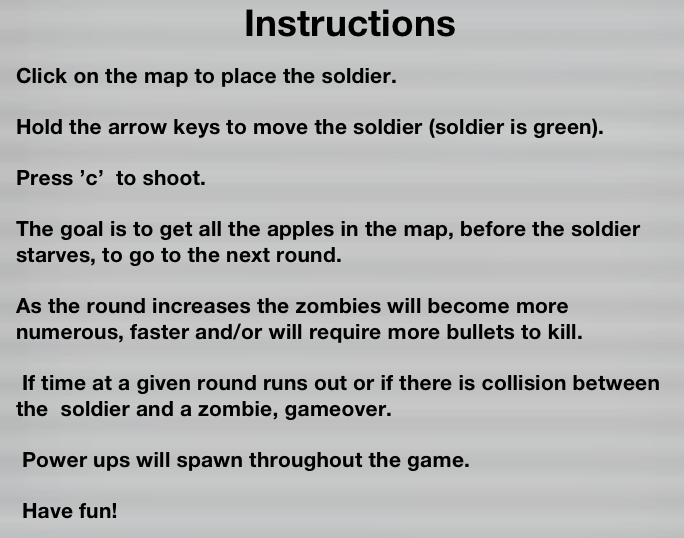 Instructions
Click on the map to place the soldier.
Hold the arrow keys to move the soldier (soldier is green).
Press ’c’  to shoot.
The goal is to get all the apples in the map, before the soldier
starves, to go to the next round.
As the round increases the zombies will become more
numerous, faster and/or will require more bullets to kill.
If time at a given round runs out or if there is collision between
the  soldier and a zombie, gameover.
Power ups will spawn throughout the game.
Have fun!